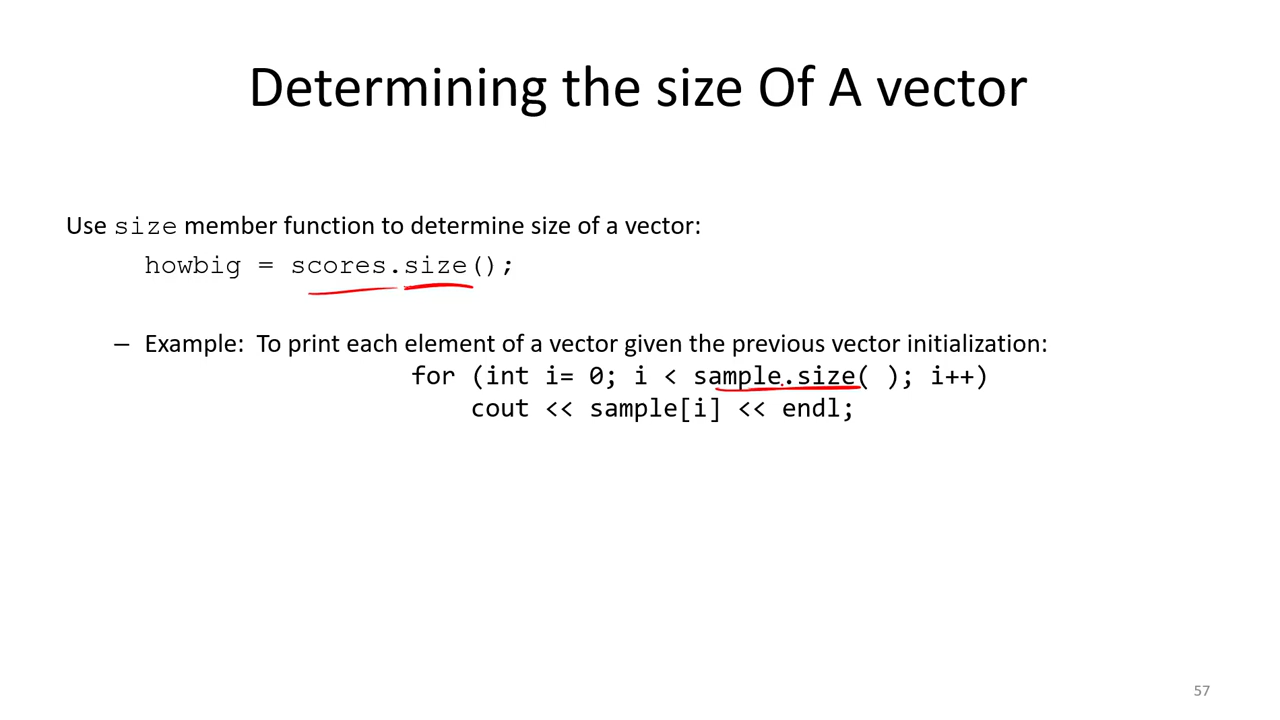 Determining the size Of A vector
Use size member function to determine size of a vector:
howbig = scores.size();
– Example: To print each element of a vector given the previous vector initialization:
for (int i= 0; i < sample.size( ); i++)
cout << sample[i] << endl;
57